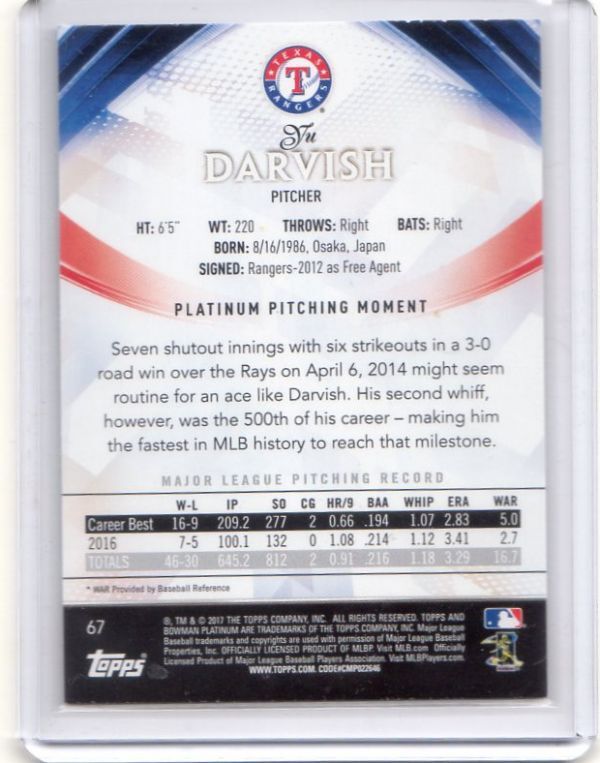 TEXAS
T
RANGERS
Yu
DARVISH
PITCHER
HT: 6'5" WT: 220 THROWS: Right BATS: Right
BORN: 8/16/1986, Osaka, Japan
SIGNED: Rangers-2012 as Free Agent
PLATINUM PITCHING MOMENT
Seven shutout innings with six strikeouts in a 3-0
road win over the Rays on April 6, 2014 might seem
routine for an ace like Darvish. His second whiff,
however, was the 500th of his career – making him
the fastest in MLB history to reach that milestone.
MAJOR LEAGUE PITCHING RECORD
W-L IP SO CG HR/9 BAA WHIP ERA WAR
Career Best 16-9 209.2 277 2 0.66 .194 1.07 2.83 5.0
2016 7-5 100.1 132 0 1.08 .214 1.12 3.41 2.7
TOTALS 46-30 645.2 812 2 0.91 .216 1.18 3.29 16.7
* WAR Provided by Baseball Reference
67
®, TM & © 2017 THE TOPPS COMPANY, INC. ALL RIGHTS RESERVED. TOPPS AND
BOWMAN PLATINUM ARE TRADEMARKS OF THE TOPPS COMPANY, INC. Major League
Baseball trademarks and copyrights are used with permission of Major League Baseball
Properties, Inc. OFFICIALLY LICENSED PRODUCT OF MLBP. Visit MLB.com Officially
Licensed Product of Major League Baseball Players Association. Visit MLBPlayers.com.
WWW.TOPPS.COM. CODE#CMP022646
TOPPS